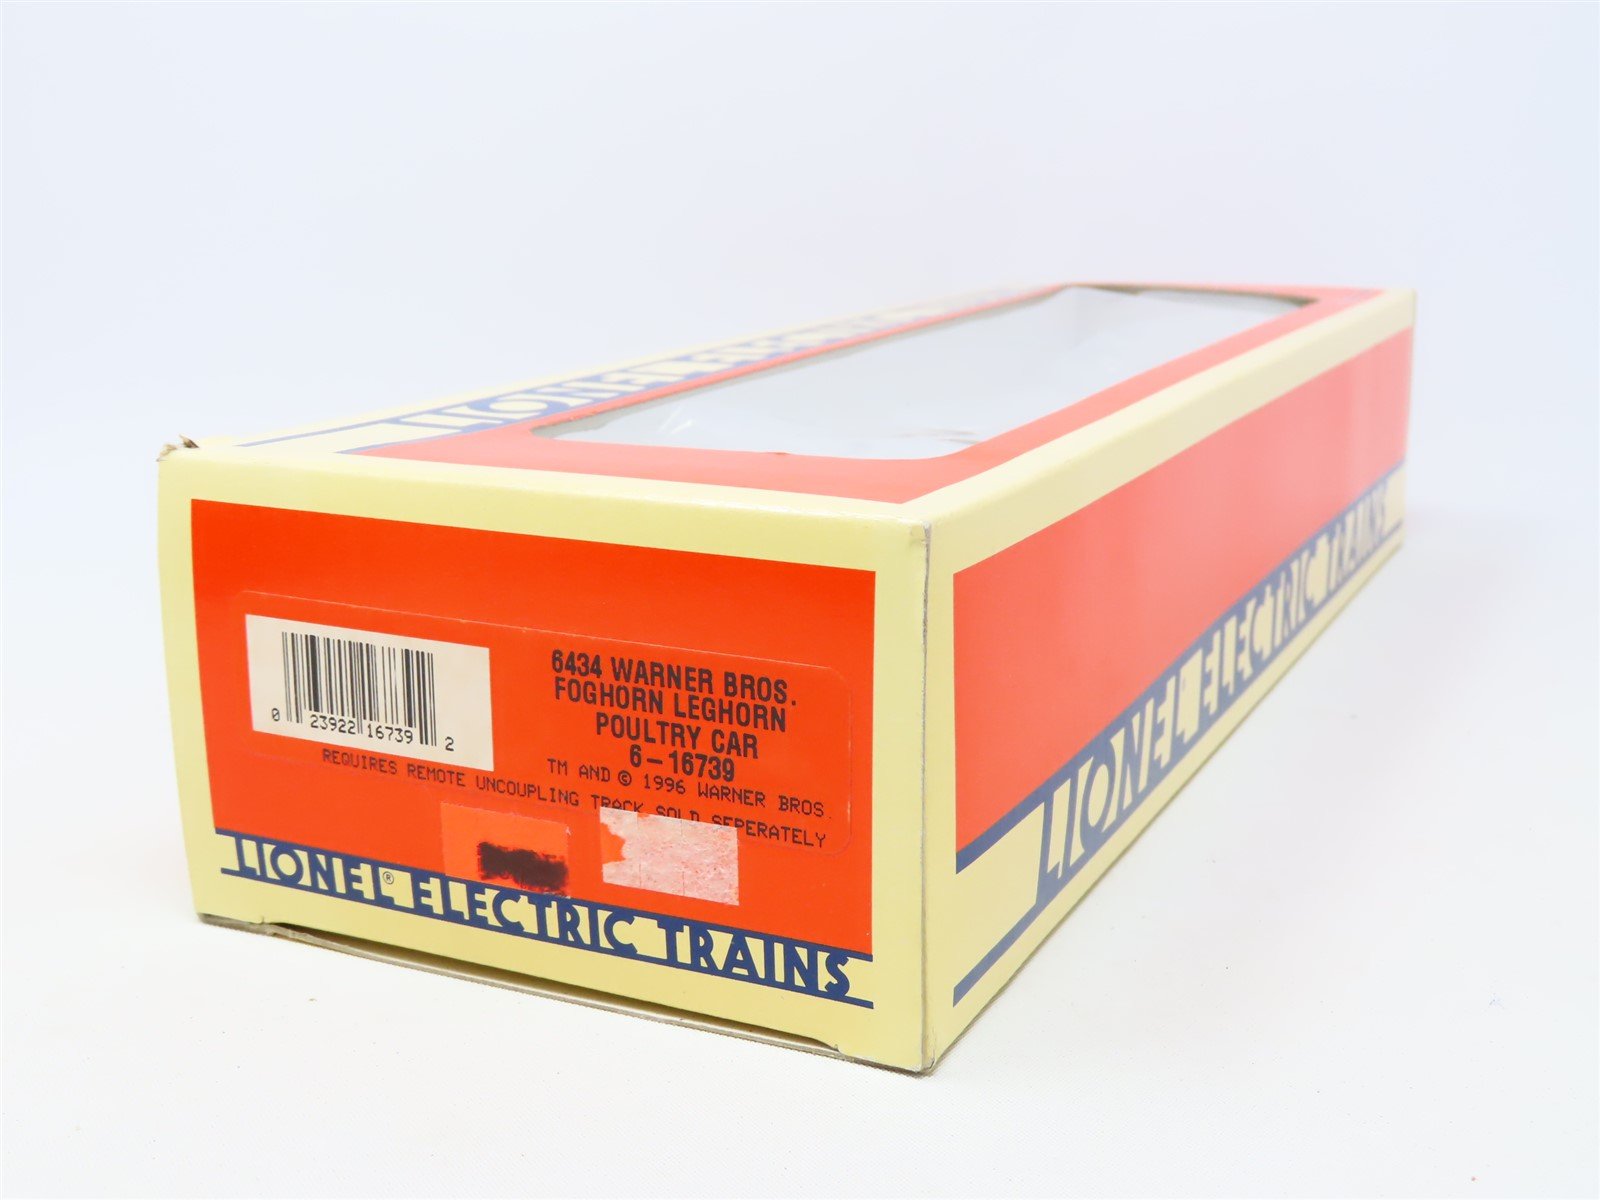 LIONEL ELECTRIC
6434 WARNER BROS.
FOGHORN LEGHORN
POULTRY CAR
6-16739
TM AND © 1996 WARNER BROS.
REQUIRES REMOTE UNCOUPLING TRACK SOLD SEPERATELY
0 23922 16739 2
LIONEL® ELECTRIC TRAINS
LIONEL ELECTRIC TRAINS